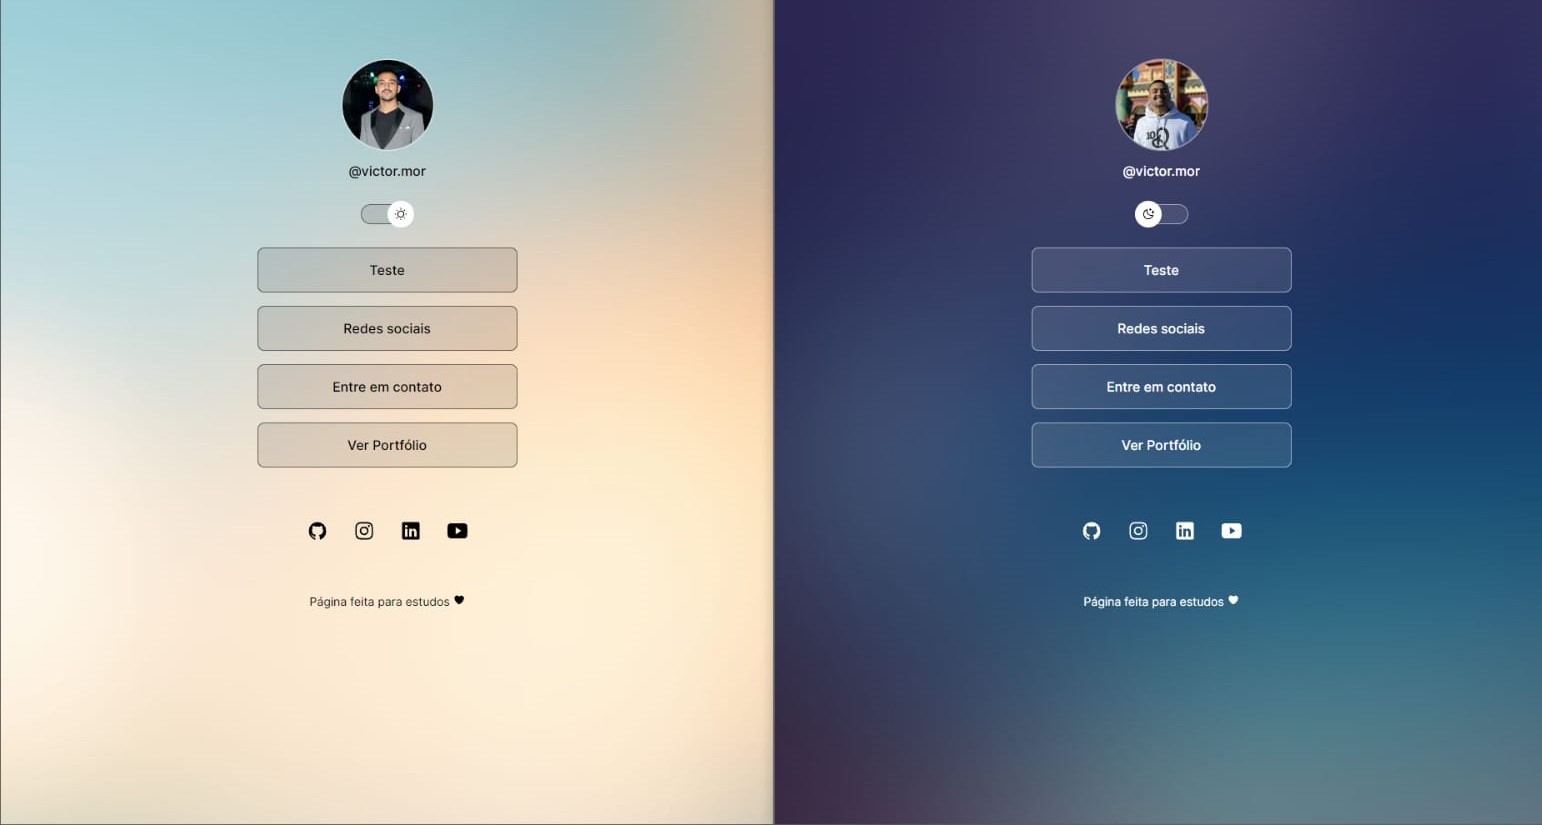 @victor.mor
Teste
Redes sociais
Entre em contato
Ver Portfólio
Página feita para estudos
@victor.mor
Teste
Redes sociais
Entre em contato
Ver Portfólio
Página feita para estudos